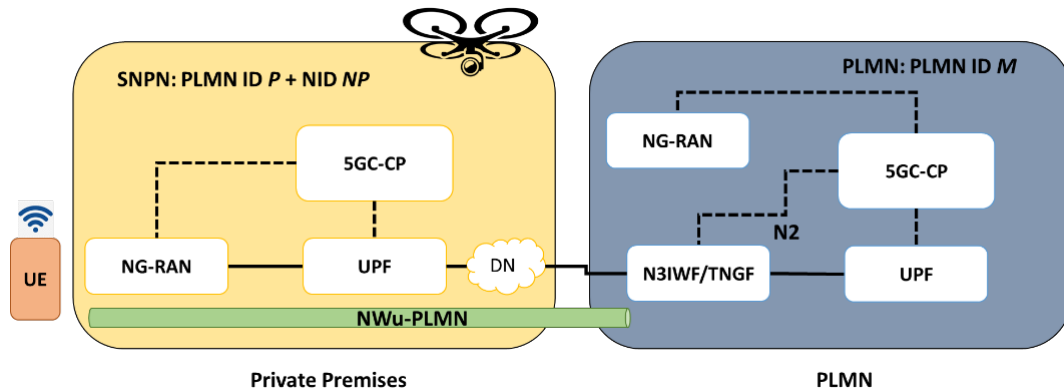 SNPN: PLMN ID P + NID NP
PLMN: PLMN ID M
NG-RAN
5GC-CP
5GC-CP
N2
UE
NG-RAN
UPF
DN
N3IWF/TNGF
UPF
NWu-PLMN
Private Premises
PLMN